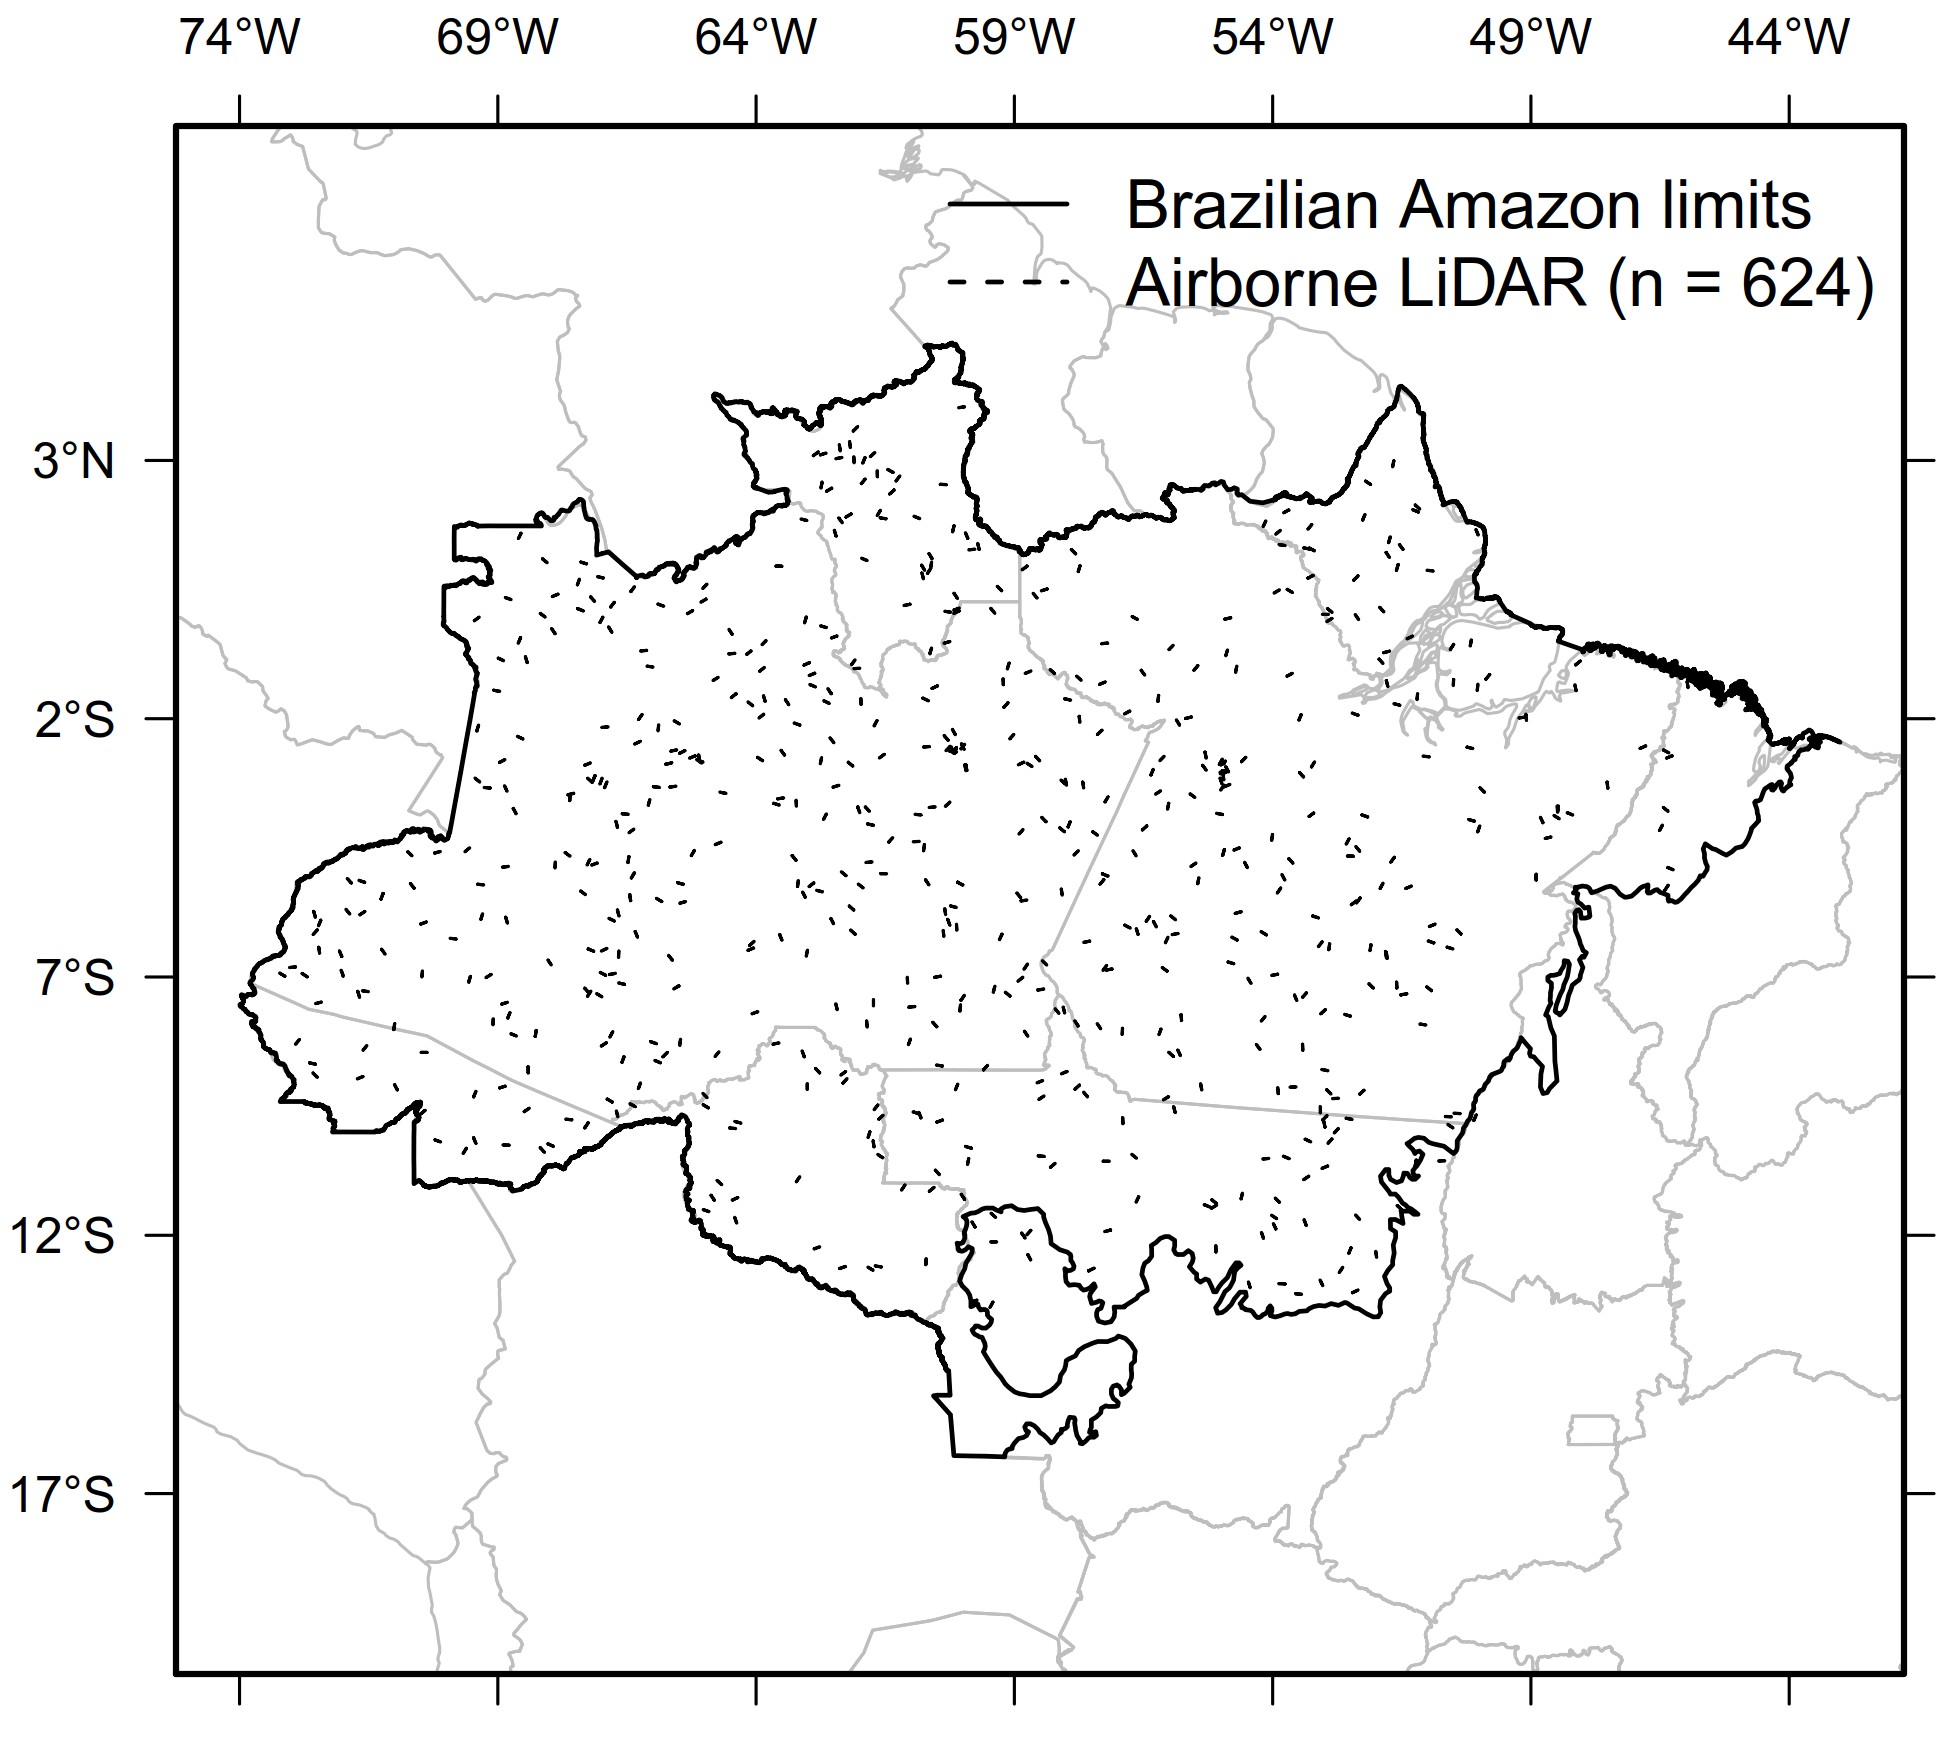 74°W 69°W 64°W 59°W 54°W 49°W 44°W
Brazilian Amazon limits
Airborne LiDAR (n = 624)
3°N
2°S
7°S
12°S
17°S